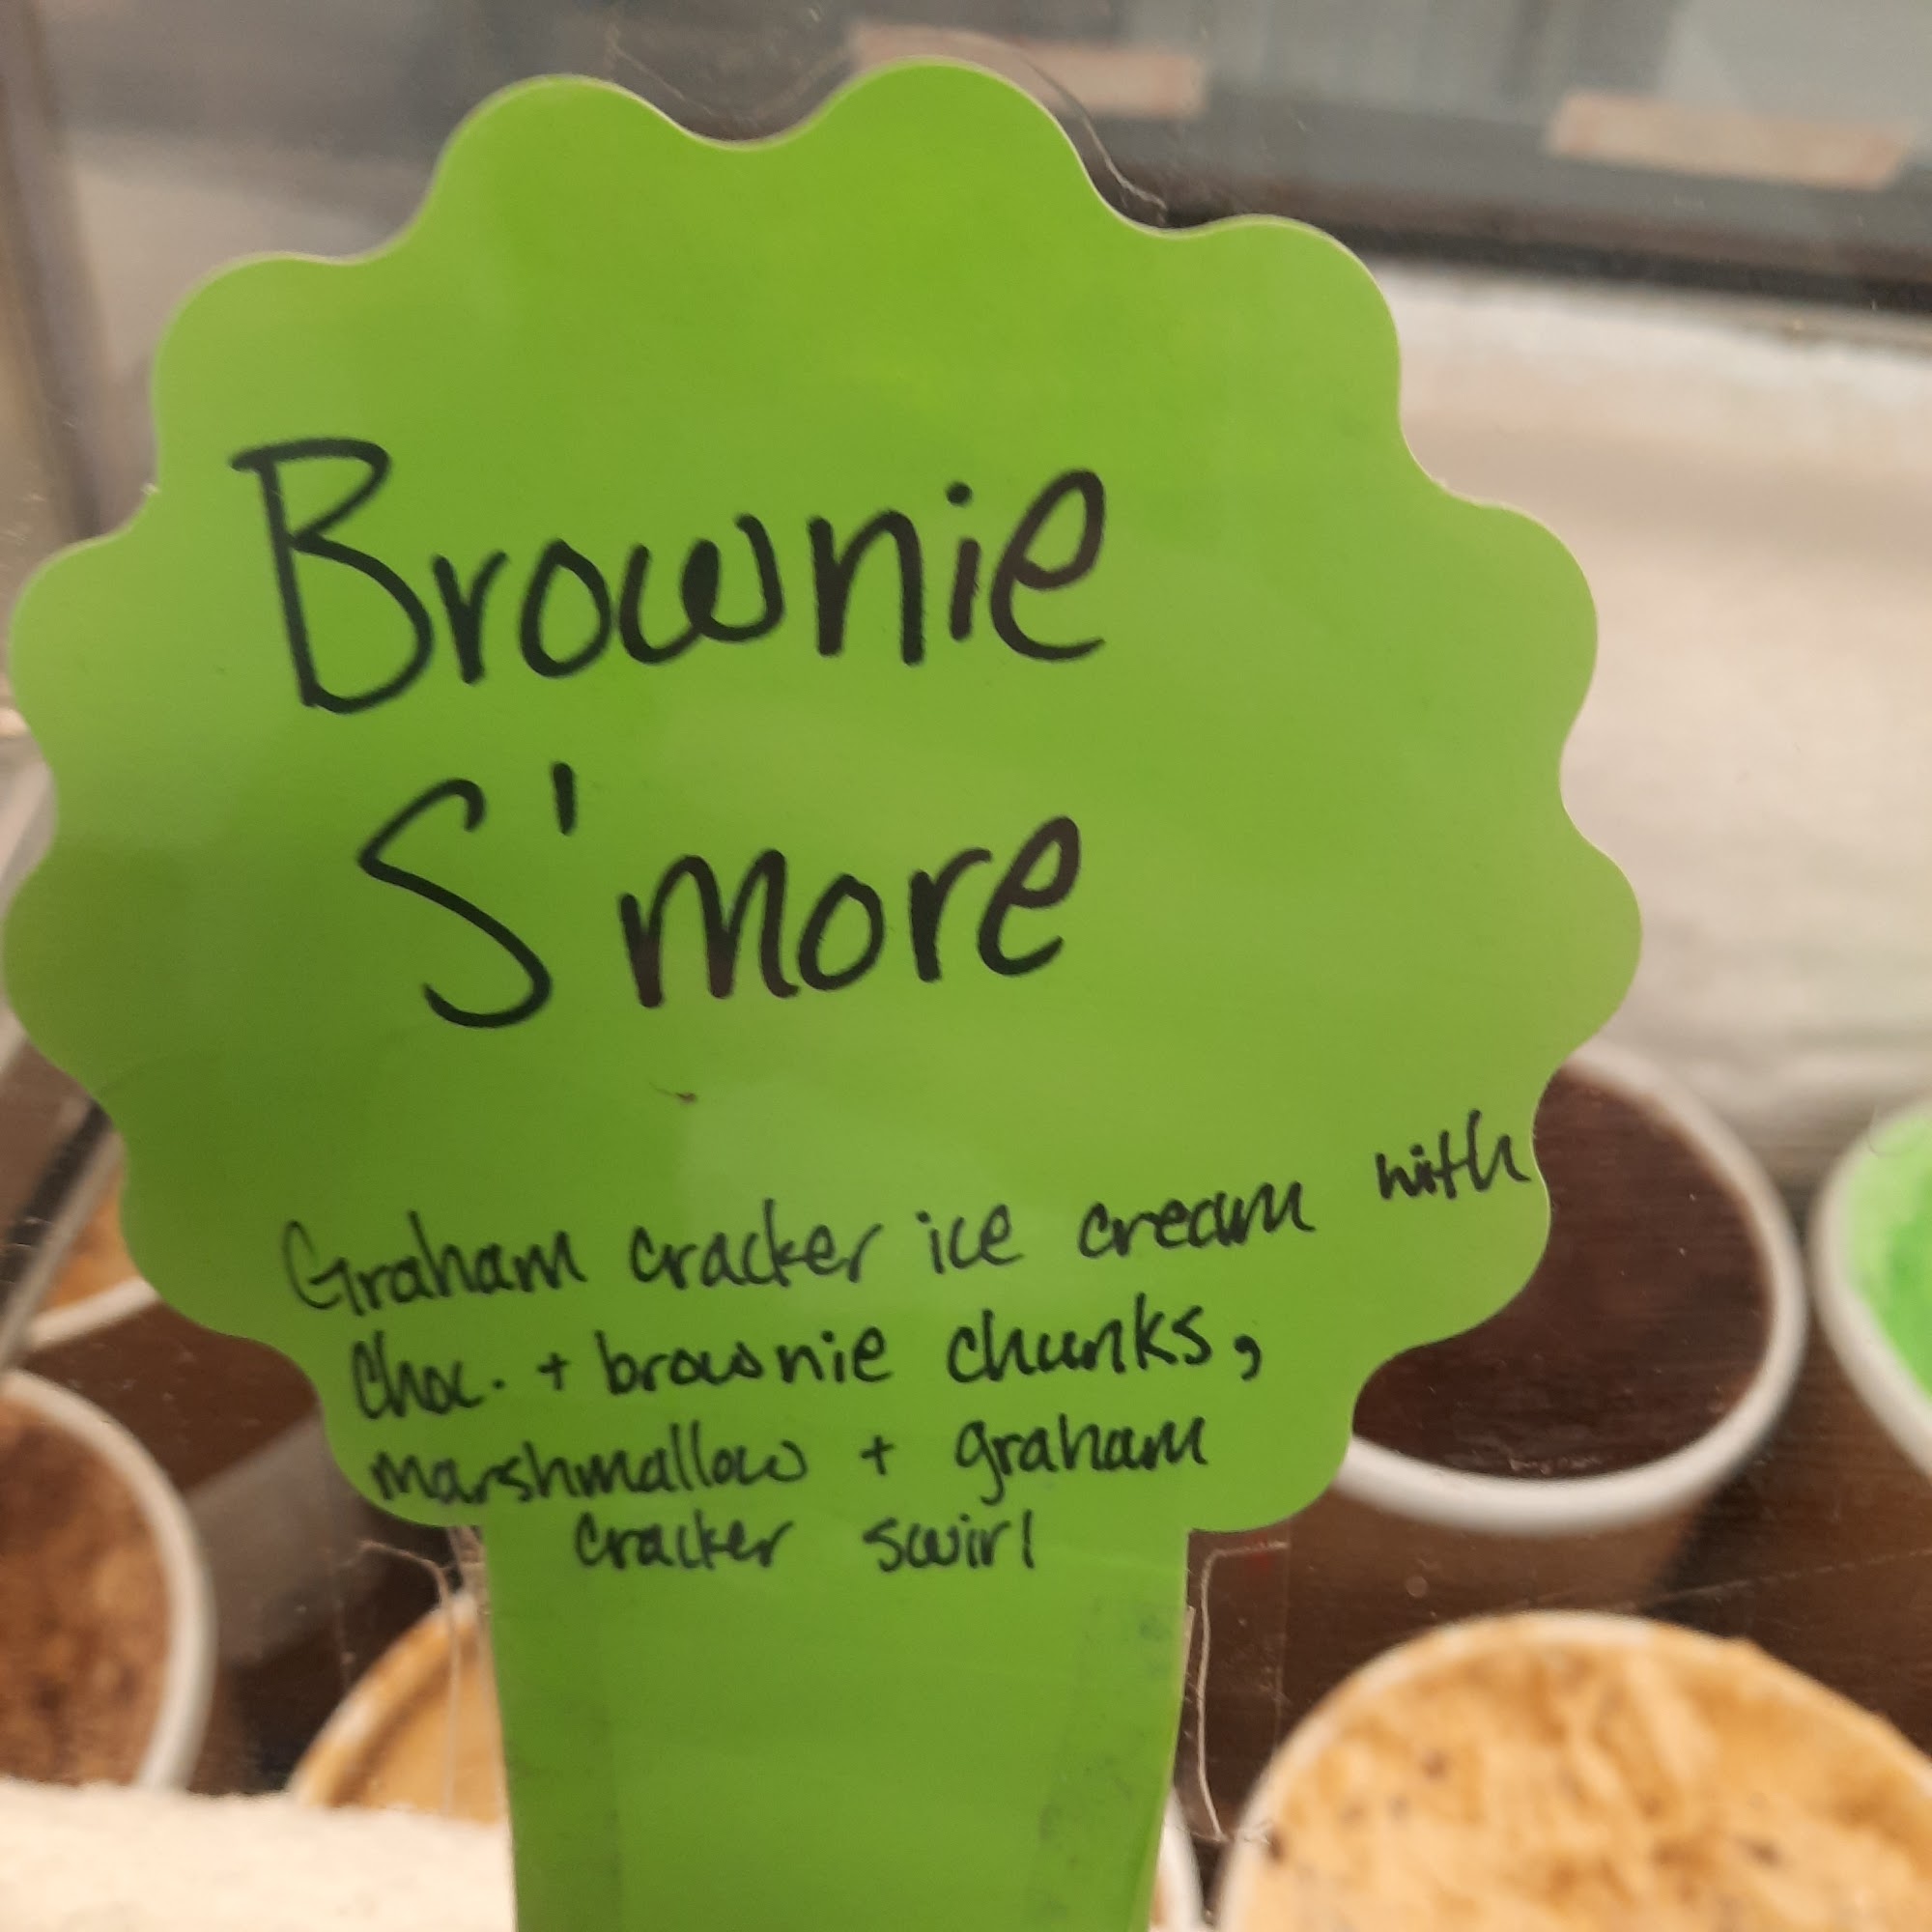 Brownie
S'more
Graham cracker ice cream with
Choc. + brownie chunks,
marshmallow + graham
cracker swirl